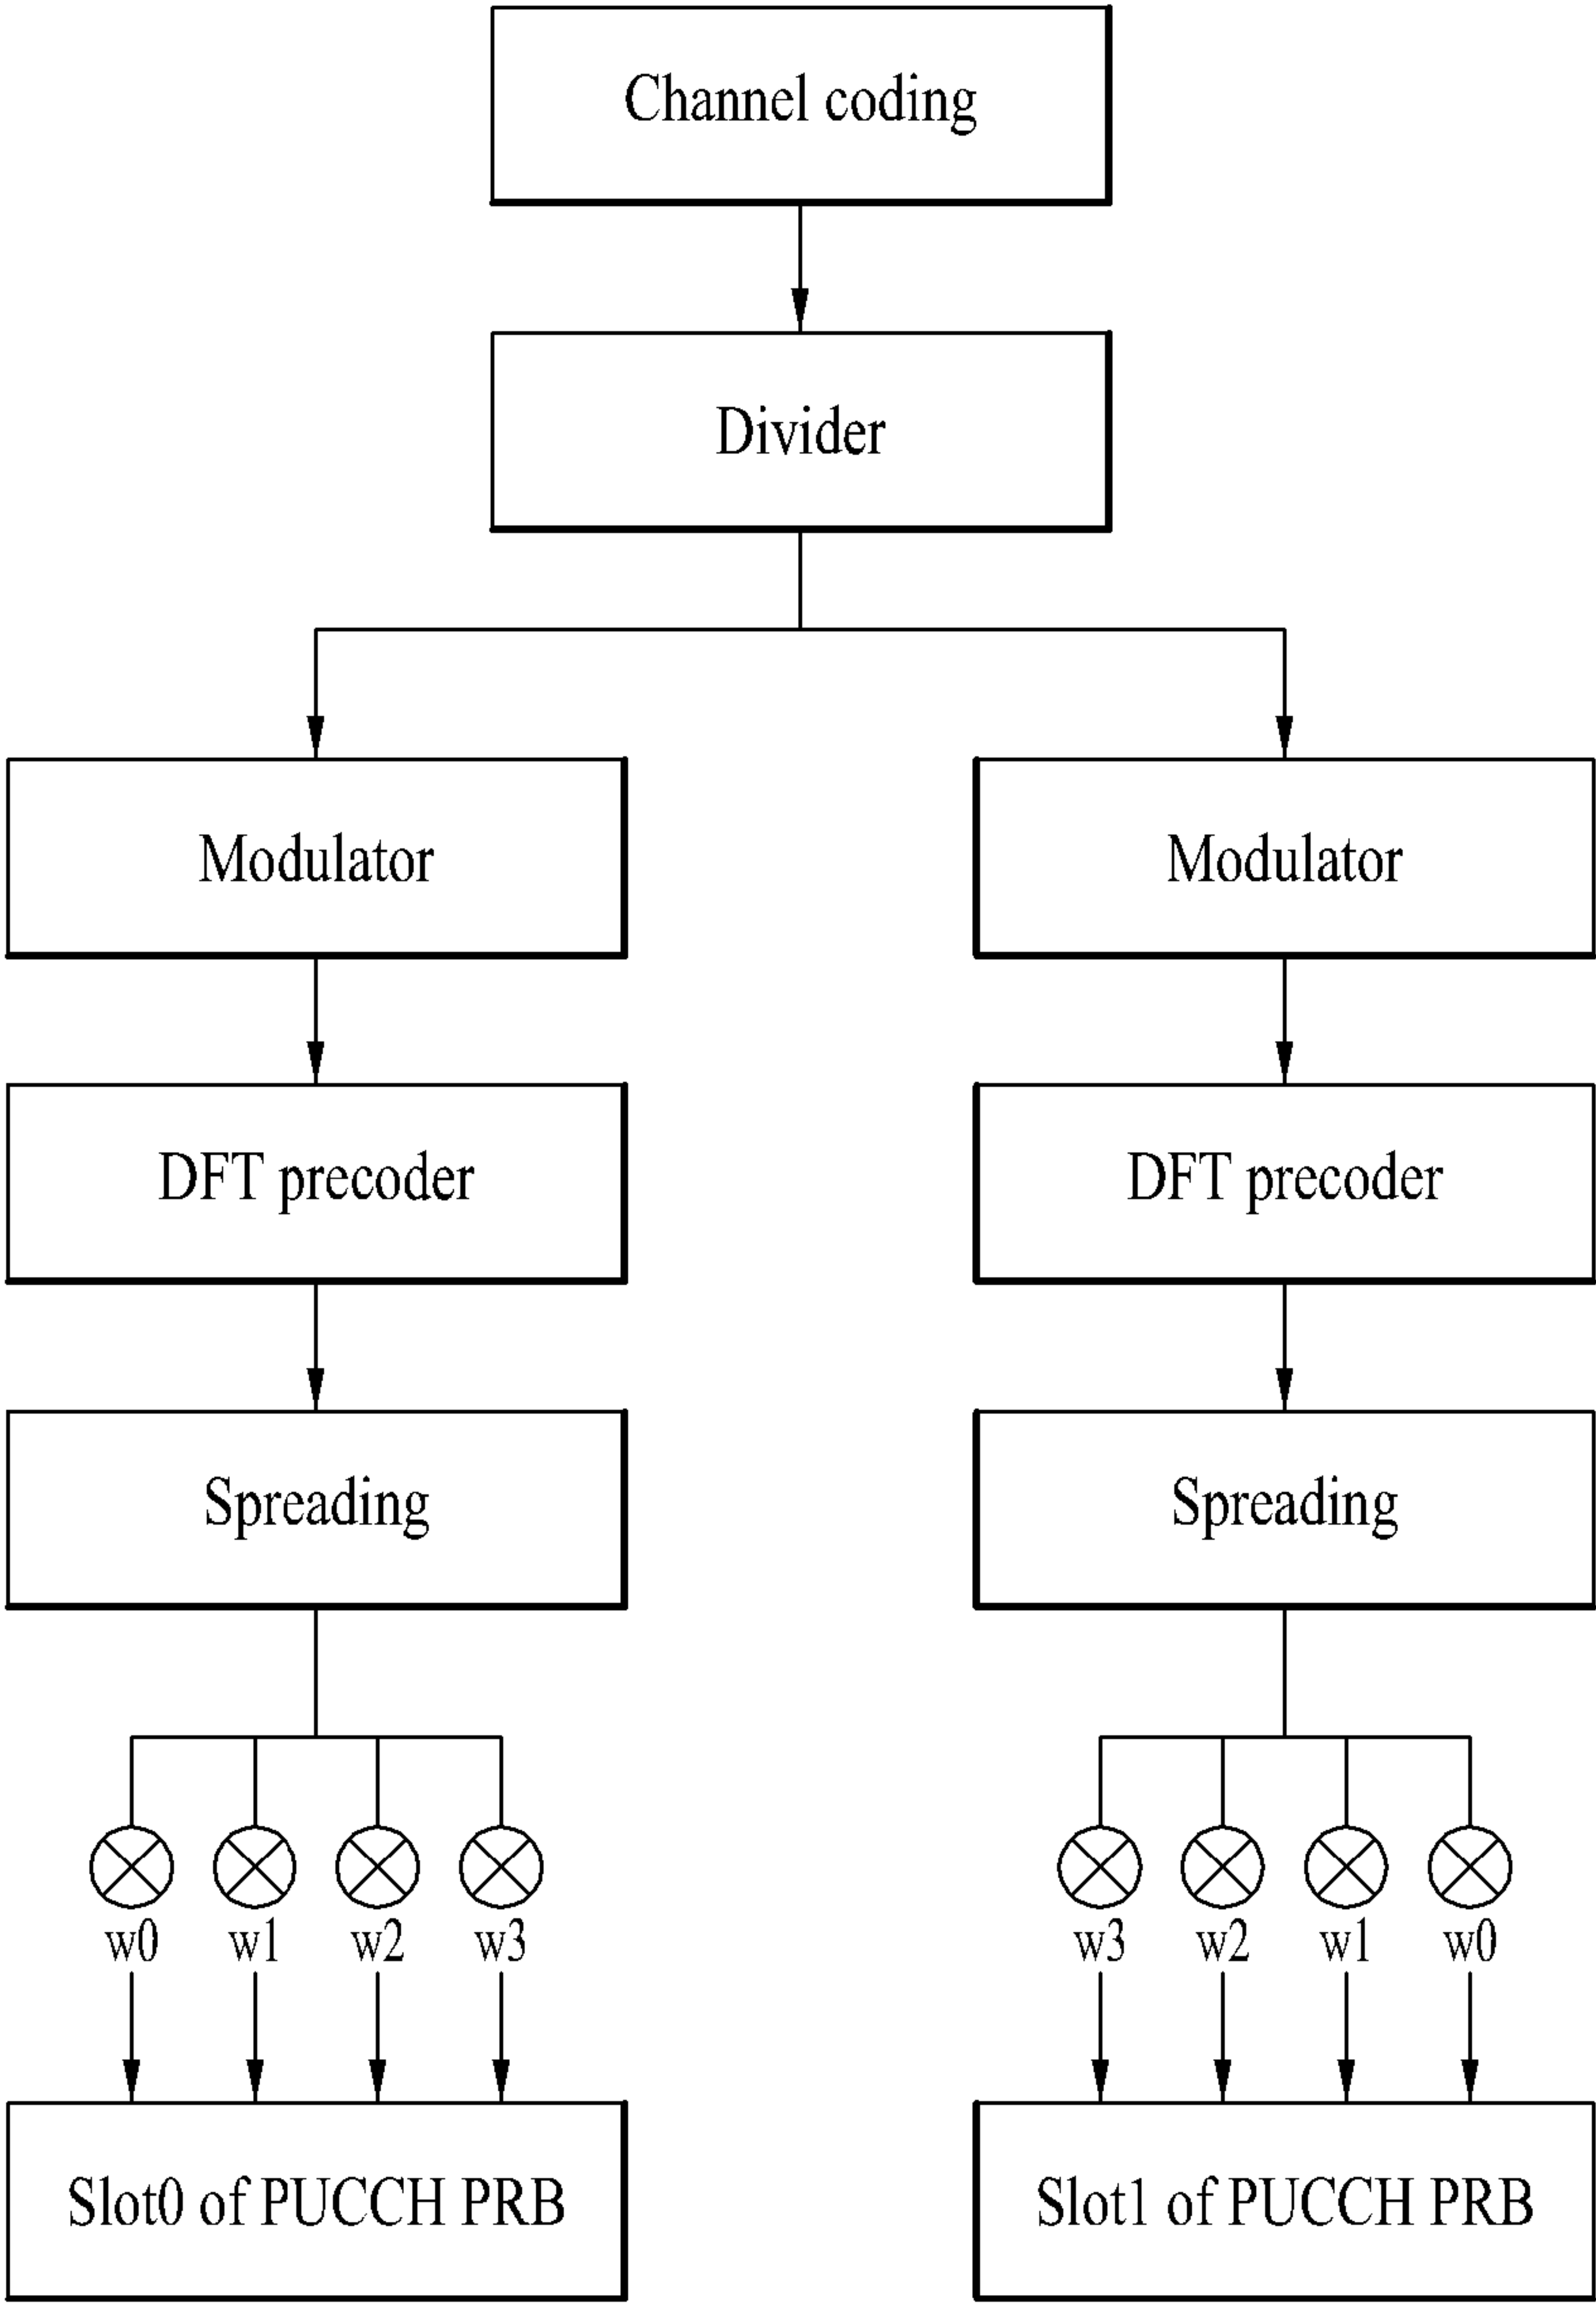 Channel coding
Divider
Modulator Modulator
DFT precoder DFT precoder
Spreading Spreading
w0 w1 w2 w3 w3 w2 w1 w0
Slot0 of PUCCH PRB Slot1 of PUCCH PRB